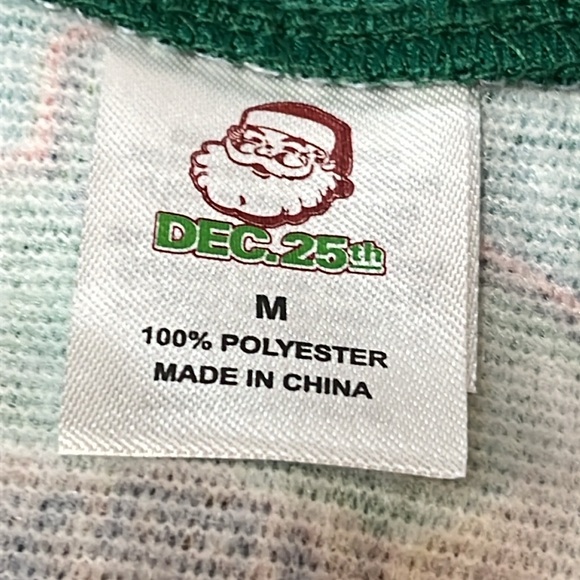 DEC. 25th
M
100% POLYESTER
MADE IN CHINA